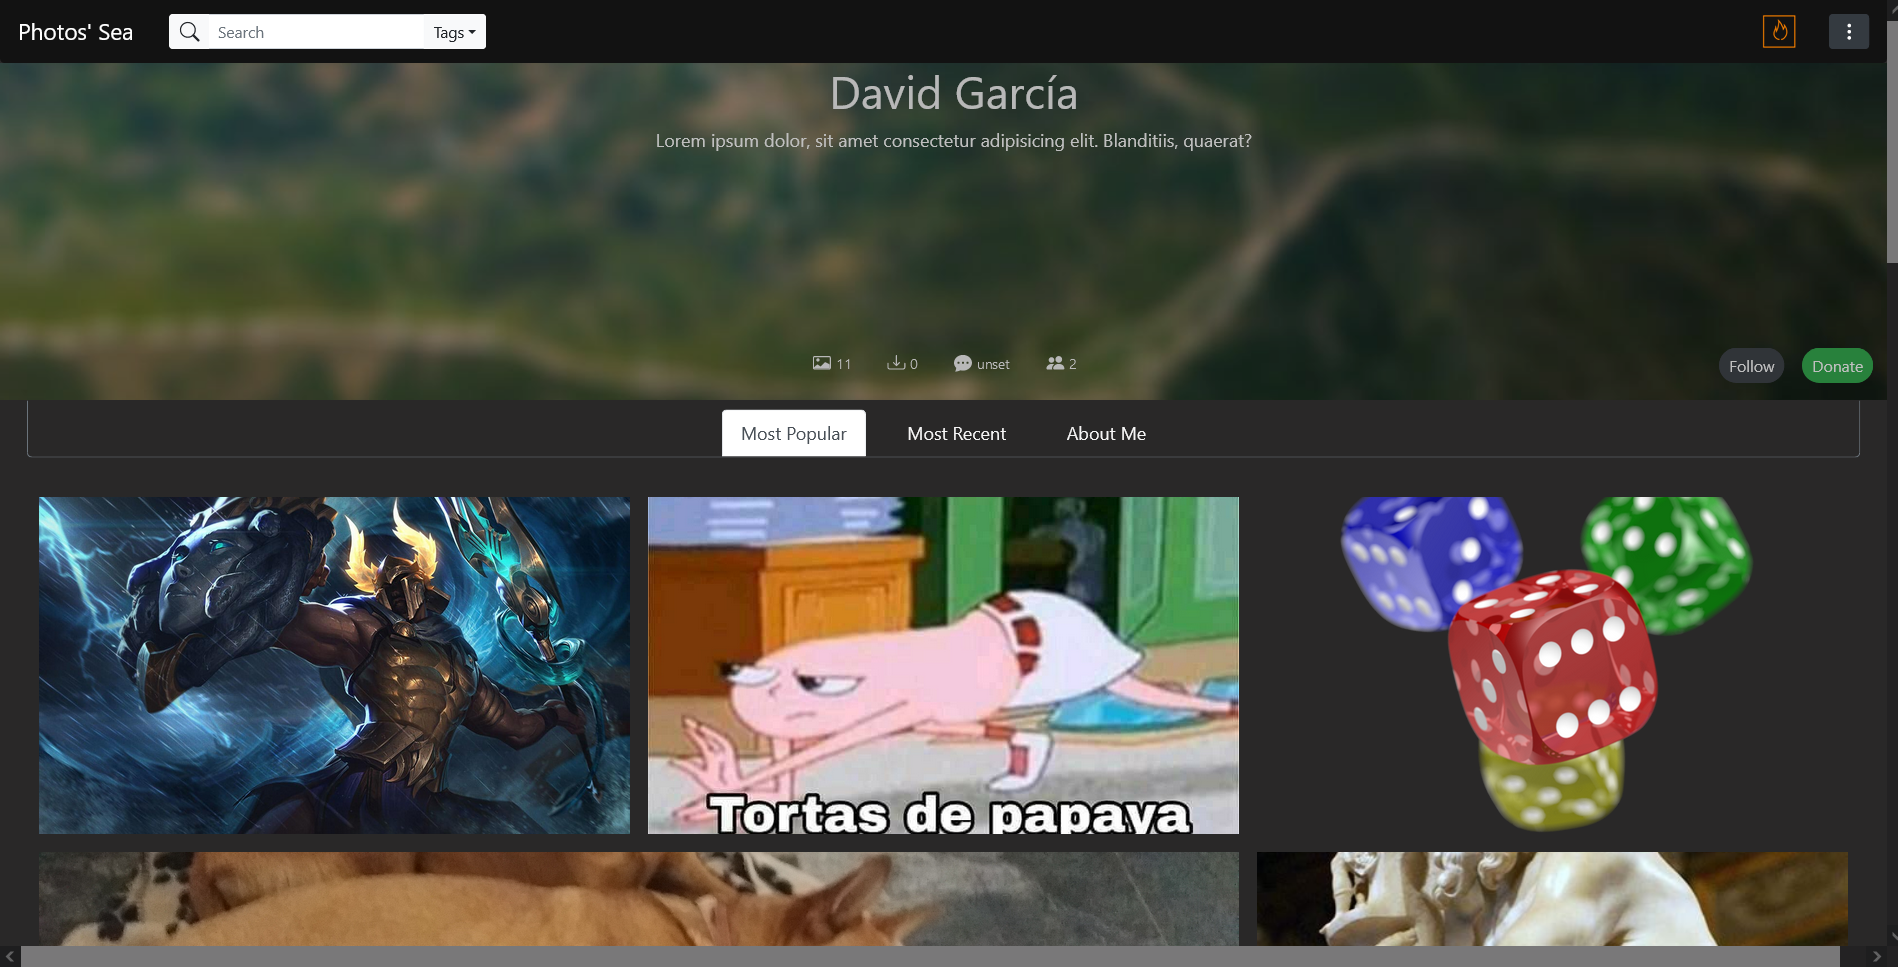 Photos' Sea
Search
Tags
David García
Lorem ipsum dolor, sit amet consectetur adipisicing elit. Blanditiis, quaerat?
11
0
unset
2
Follow
Donate
Most Popular
Most Recent
About Me
Tortas de papaya